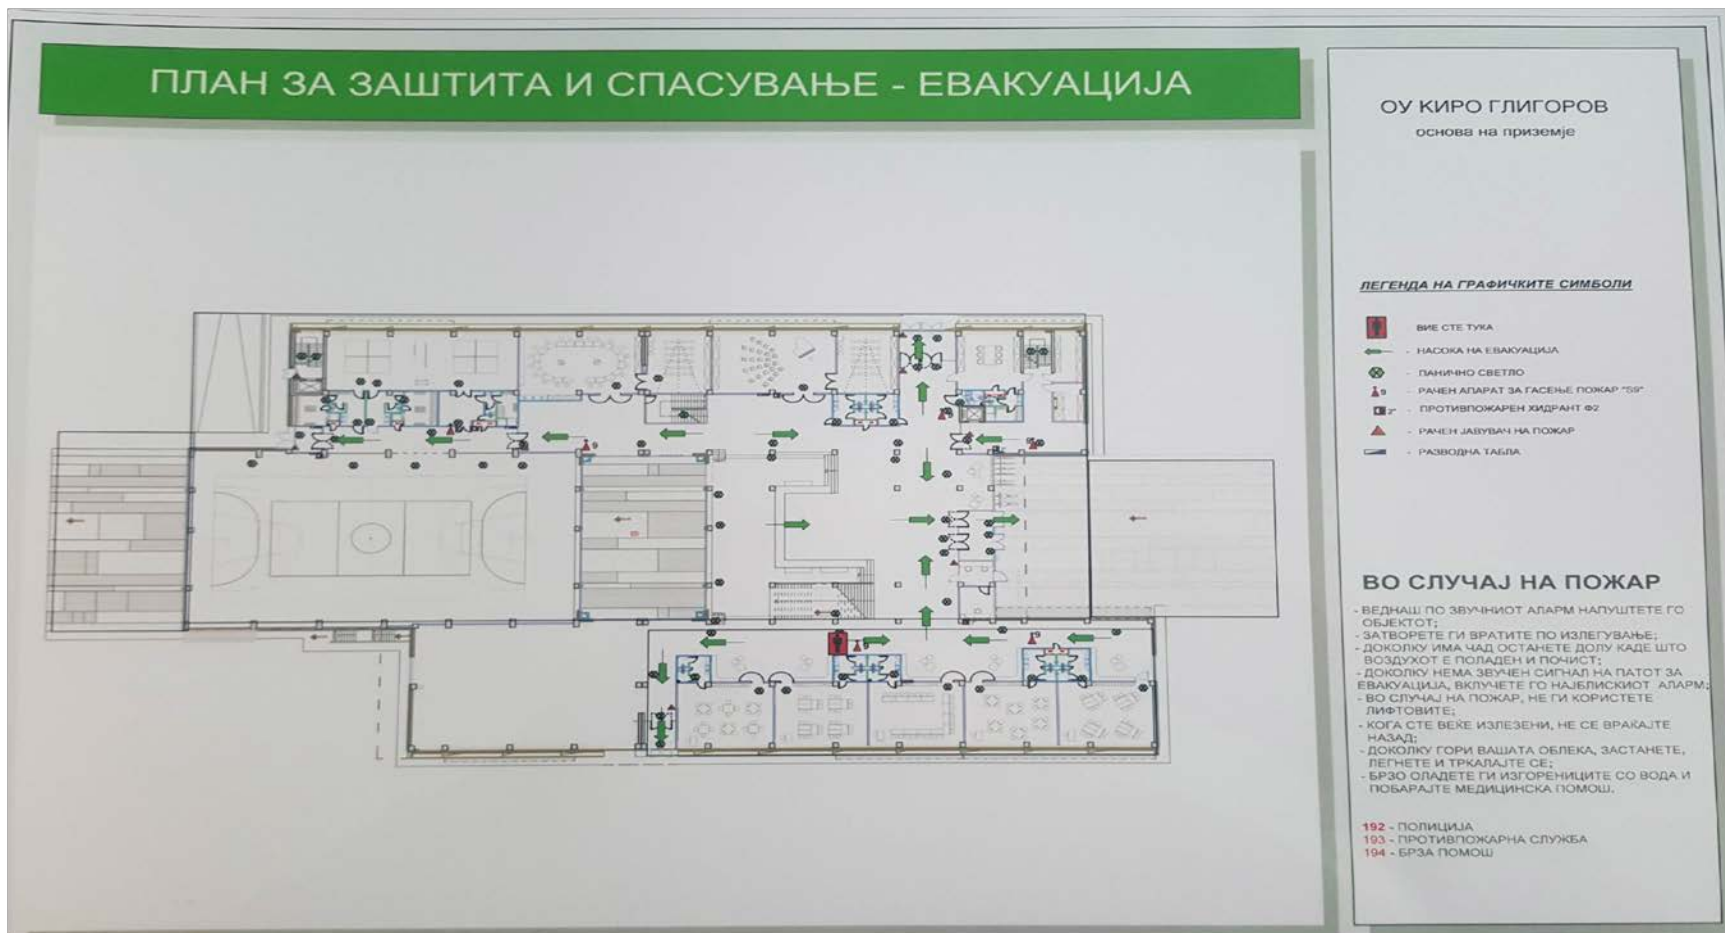 ПЛАН ЗА ЗАШТИТА И СПАСУВАЊЕ - ЕВАКУАЦИЈА
ОУ КИРО ГЛИГОРОВ
основа на приземје
ЛЕГЕНДА НА ГРАФИЧКИТЕ СИМБОЛИ
ВИЕ СТЕ ТУКА
- НАСОКА НА ЕВАКУАЦИЈА
- ПАНИЧНО СВЕТЛО
9 - РАЧЕН АПАРАТ ЗА ГАСЕЊЕ ПОЖАР "S9"
2" - ПРОТИВПОЖАРЕН ХИДРАНТ Ф2
- РАЧЕН ЈАВУВАЧ НА ПОЖАР
- РАЗВОДНА ТАБЛА
ВО СЛУЧАЈ НА ПОЖАР
- ВЕДНАШ ПО ЗВУЧНИОТ АЛАРМ НАПУШТЕТЕ ГО
ОБЈЕКТОТ;
- ЗАТВОРЕТЕ ГИ ВРАТИТЕ ПО ИЗЛЕГУВАЊЕ;
- ДОКОЛКУ ИМА ЧАД ОСТАНЕТЕ ДОЛУ КАДЕ ШТО
ВОЗДУХОТ Е ПОЛАДЕН И ПОЧИСТ;
- ДОКОЛКУ НЕМА ЗВУЧЕН СИГНАЛ НА ПАТОТ ЗА
ЕВАКУАЦИЈА, ВКЛУЧЕТЕ ГО НАЈБЛИСКИОТ АЛАРМ;
- ВО СЛУЧАЈ НА ПОЖАР, НЕ ГИ КОРИСТЕТЕ
ЛИФТОВИТЕ;
- КОГА СТЕ ВЕЌЕ ИЗЛЕЗЕНИ, НЕ СЕ ВРАЌАЈТЕ
НАЗАД;
- ДОКОЛКУ ГОРИ ВАШАТА ОБЛЕКА, ЗАСТАНЕТЕ,
ЛЕГНЕТЕ И ТРКАЛАЈТЕ СЕ;
- БРЗО ОЛАДЕТЕ ГИ ИЗГОРЕНИЦИТЕ СО ВОДА И
ПОБАРАЈТЕ МЕДИЦИНСКА ПОМОШ.
192 - ПОЛИЦИЈА
193 - ПРОТИВПОЖАРНА СЛУЖБА
194 - БРЗА ПОМОШ